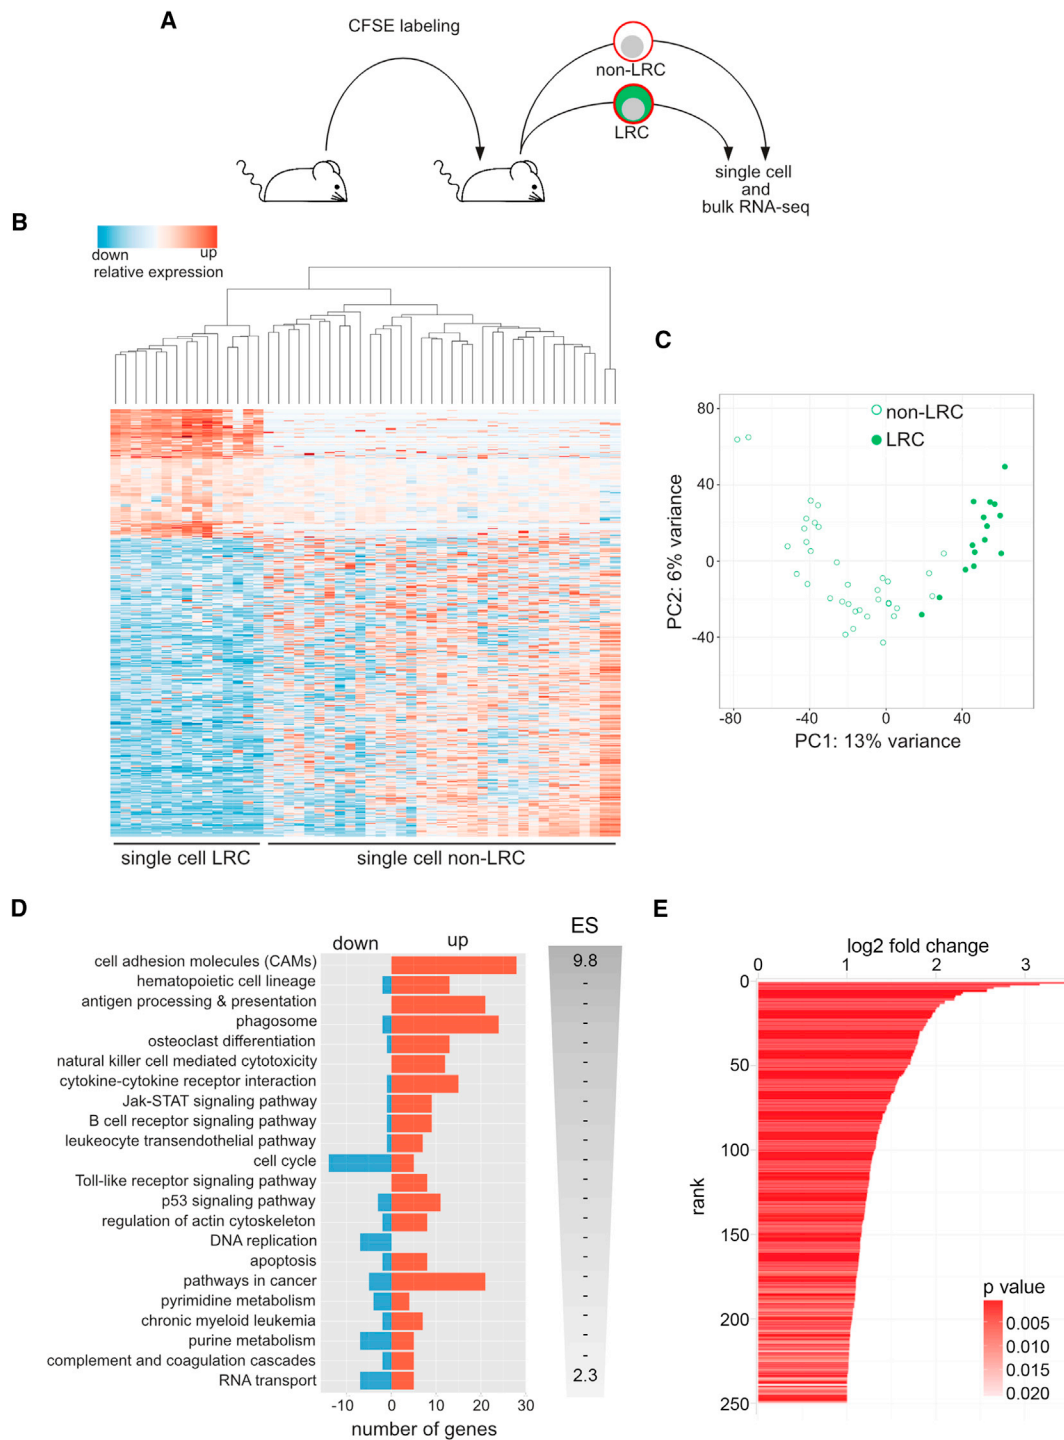 A
CFSE labeling
non-LRC
LRC
single cell
and
bulk RNA-seq
B
down up
relative expression
single cell LRC
single cell non-LRC
C
non-LRC
LRC
80
40
0
-40
PC2: 6% variance
-80 -40 0 40
PC1: 13% variance
D
down up ES
cell adhesion molecules (CAMs) 9.8
hematopoietic cell lineage -
antigen processing & presentation -
phagosome -
osteoclast differentiation -
natural killer cell mediated cytotoxicity -
cytokine-cytokine receptor interaction -
Jak-STAT signaling pathway -
B cell receptor signaling pathway -
leukeocyte transendothelial pathway -
cell cycle -
Toll-like receptor signaling pathway -
p53 signaling pathway -
regulation of actin cytoskeleton -
DNA replication -
apoptosis -
pathways in cancer -
pyrimidine metabolism -
chronic myeloid leukemia -
purine metabolism -
complement and coagulation cascades -
RNA transport 2.3
-10 0 10 20 30
number of genes
E
log2 fold change
0 1 2 3
0
50
100
150
200
250
rank
p value
0.005
0.010
0.015
0.020